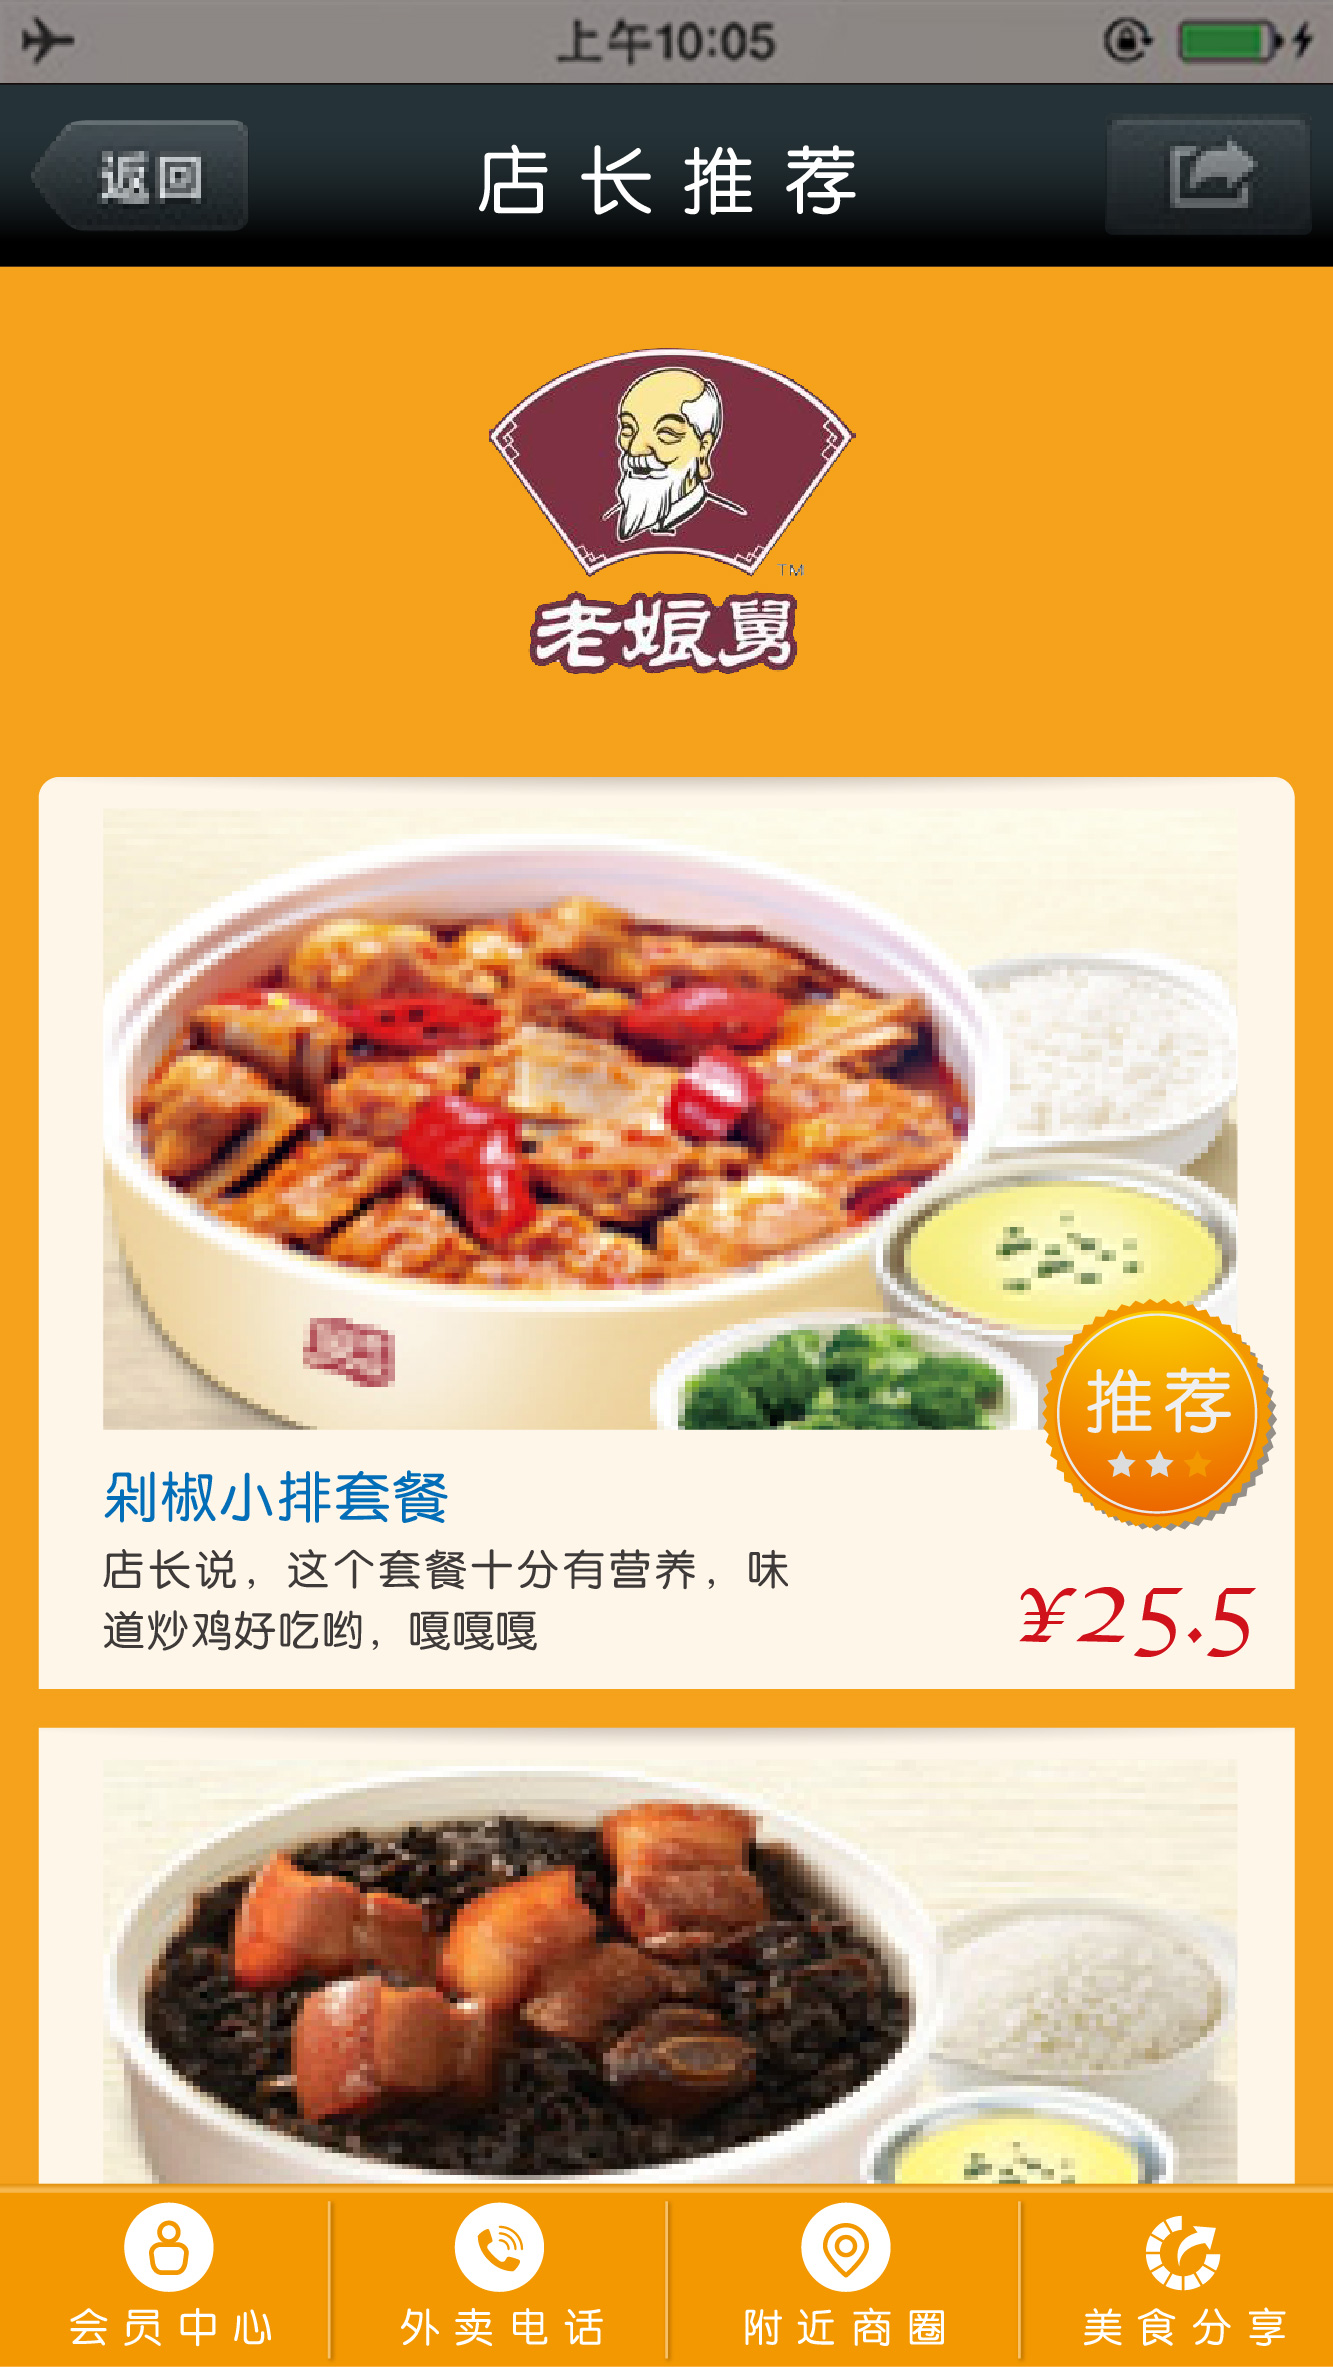 上午10:05
返回
店长推荐
TM
老娘舅
推荐
剁椒小排套餐
店长说，这个套餐十分有营养，味
道炒鸡好吃哟，嘎嘎嘎
¥25.5
会员中心
外卖电话
附近商圈
美食分享